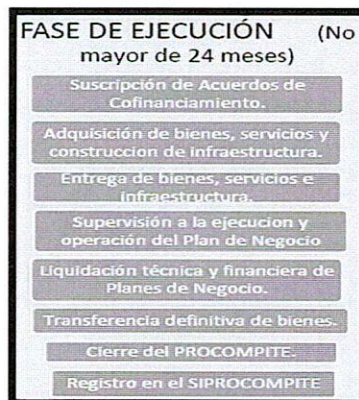 FASE DE EJECUCIÓN (No
mayor de 24 meses)
Suscripción de Acuerdos de
Cofinanciamiento.
Adquisición de bienes, servicios y
construccion de infraestructura.
Entrega de bienes, servicios e
infraestructura.
Supervisión a la ejecucion y
operación del Plan de Negocio
Liquidación técnica y financiera de
Planes de Negocio.
Transferencia definitiva de bienes.
Cierre del PROCOMPITE.
Registro en el SIPROCOMPITE